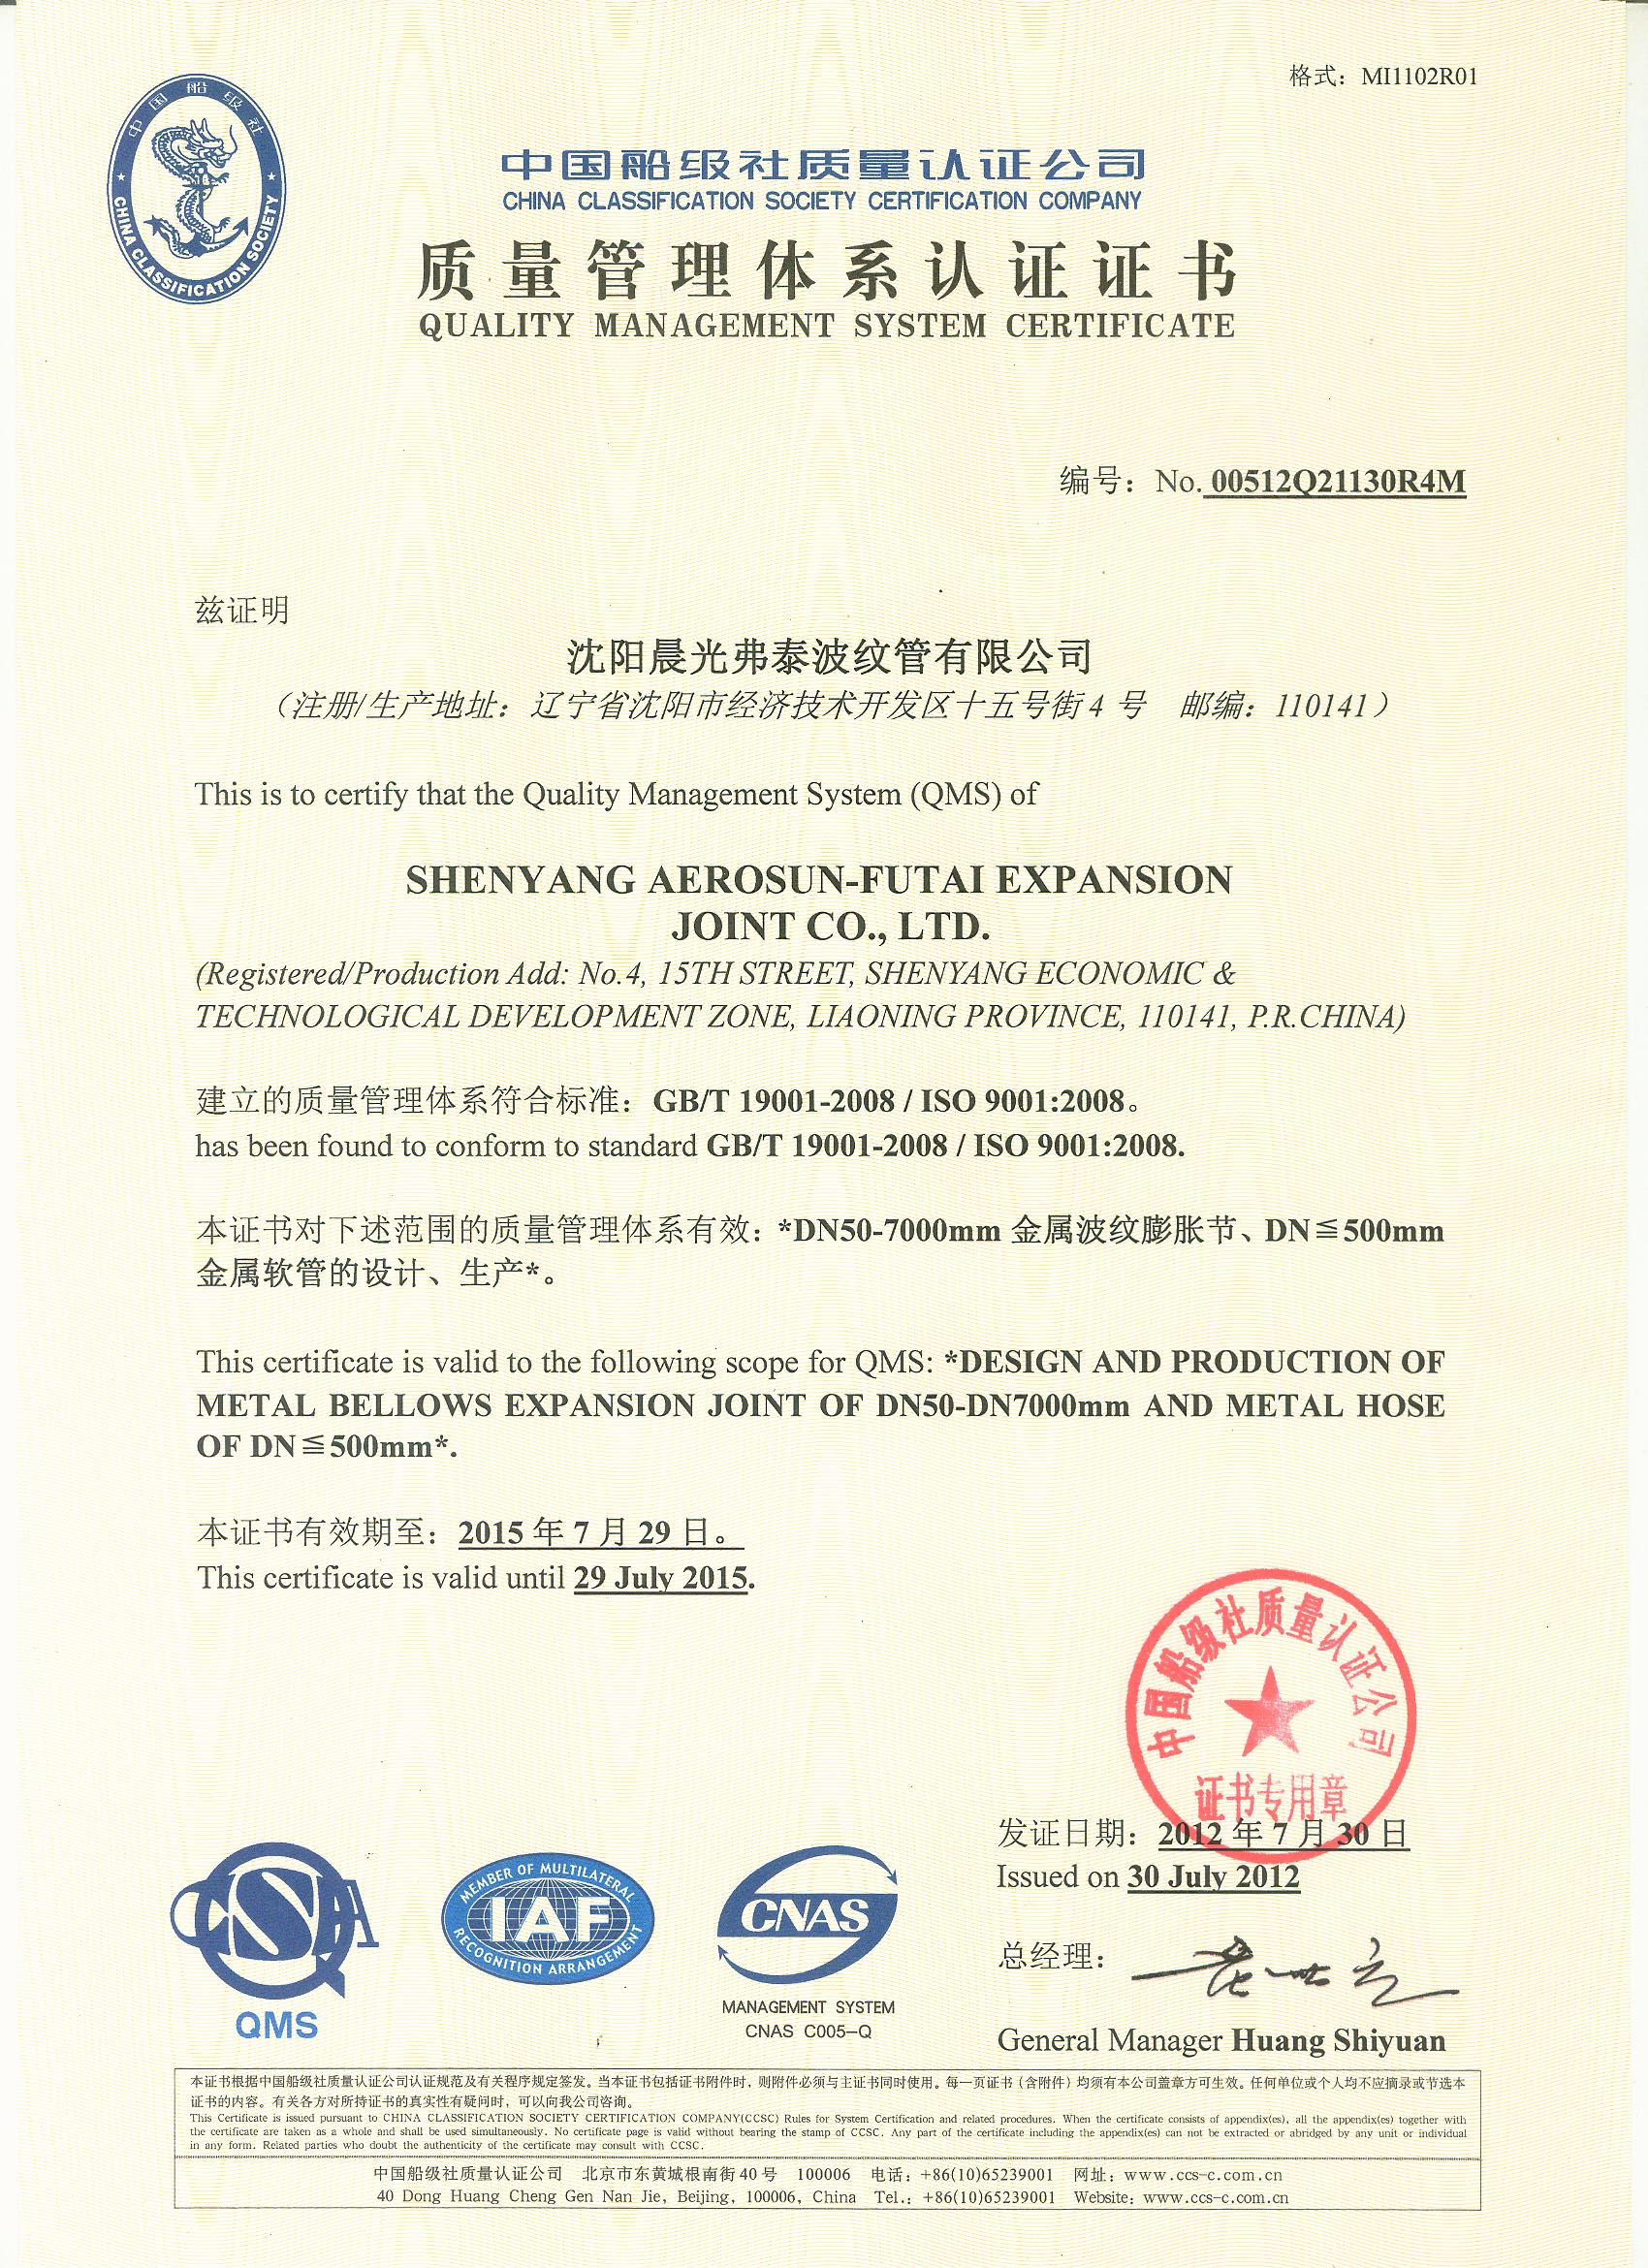 格式：MI1102R01
中国船级社
CHINA CLASSIFICATION SOCIETY
中国船级社质量认证公司
CHINA CLASSIFICATION SOCIETY CERTIFICATION COMPANY
质量管理体系认证证书
QUALITY MANAGEMENT SYSTEM CERTIFICATE
编号：No. 00512Q21130R4M
兹证明
沈阳晨光弗泰波纹管有限公司
（注册/生产地址：辽宁省沈阳市经济技术开发区十五号街 4 号 邮编：110141）
This is to certify that the Quality Management System (QMS) of
SHENYANG AEROSUN-FUTAI EXPANSION
JOINT CO., LTD.
(Registered/Production Add: No.4, 15TH STREET, SHENYANG ECONOMIC &
TECHNOLOGICAL DEVELOPMENT ZONE, LIAONING PROVINCE, 110141, P.R.CHINA)
建立的质量管理体系符合标准：GB/T 19001-2008 / ISO 9001:2008。
has been found to conform to standard GB/T 19001-2008 / ISO 9001:2008.
本证书对下述范围的质量管理体系有效：*DN50-7000mm 金属波纹膨胀节、DN≦500mm
金属软管的设计、生产*。
This certificate is valid to the following scope for QMS: *DESIGN AND PRODUCTION OF
METAL BELLOWS EXPANSION JOINT OF DN50-DN7000mm AND METAL HOSE
OF DN≦500mm*.
本证书有效期至：2015 年 7 月 29 日。
This certificate is valid until 29 July 2015.
中国船级社质量认证公司
证书专用章
发证日期：2012 年 7 月 30 日
Issued on 30 July 2012
MEMBER OF MULTILATERAL
IAF
RECOGNITION ARRANGEMENT
CNAS
MANAGEMENT SYSTEM
CNAS C005-Q
QMS
总经理：
General Manager Huang Shiyuan
本证书根据中国船级社质量认证公司认证规范及有关程序规定签发。当本证书包括证书附件时，则附件必须与主证书同时使用。每一页证书（含附件）均须有本公司盖章方可生效。任何单位或个人均不应摘录或节选本
证书的内容。有关各方对所持证书的真实性有疑问时，可以向我公司咨询。
This Certificate is issued pursuant to CHINA CLASSIFICATION SOCIETY CERTIFICATION COMPANY(CCSC) Rules for System Certification and related procedures. When the certificate consists of appendix(es), all the appendix(es) together with
the certificate are taken as a whole and shall be used simultaneously. No certificate page is valid without bearing the stamp of CCSC. Any part of the certificate including the appendix(es) can not be extracted or abridged by any unit or individual
in any form. Related parties who doubt the authenticity of the certificate may consult with CCSC.
中国船级社质量认证公司 北京市东黄城根南街 40 号 100006 电话：+86(10)65239001 网址：www.ccs-c.com.cn
40 Dong Huang Cheng Gen Nan Jie, Beijing, 100006, China Tel.: +86(10)65239001 Website: www.ccs-c.com.cn